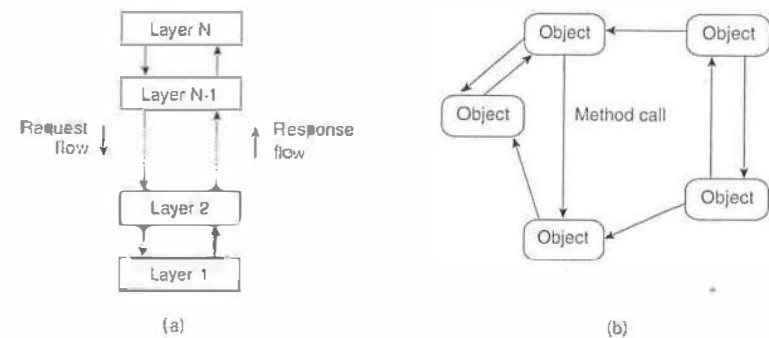 Layer N
Layer N-1
Request
flow
Response
flow
Layer 2
Layer 1
(a)
Object
Object
Object
Method call
Object
Object
(b)